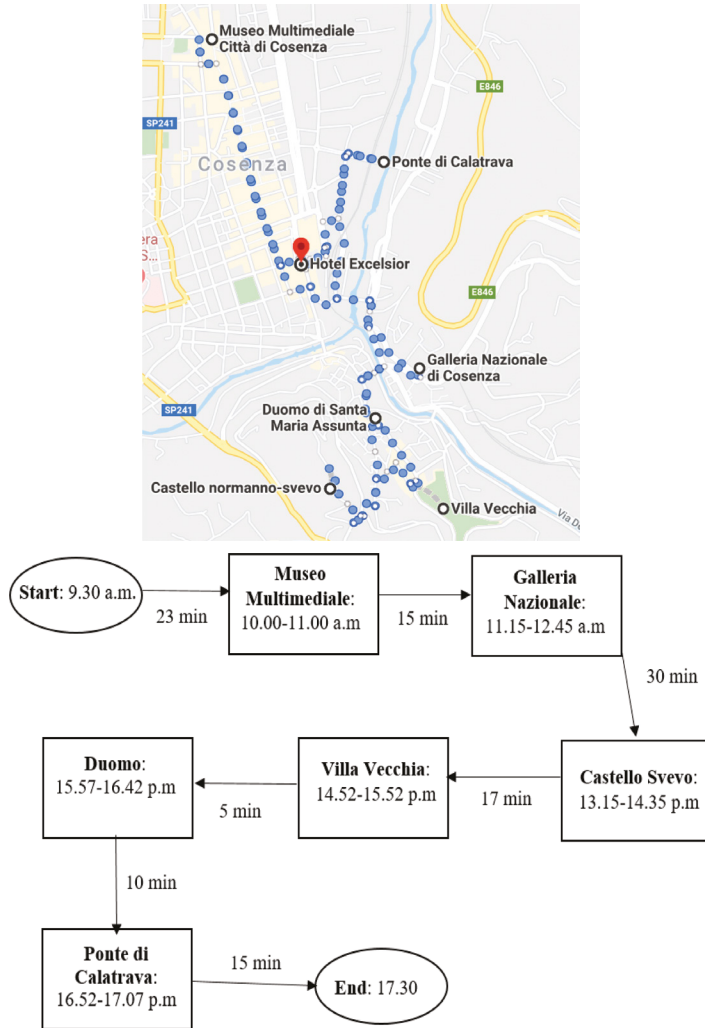 Museo Multimediale
Città di Cosenza
E846
SP241
Cosenza
Ponte di Calatrava
Hotel Excelsior
E846
Galleria Nazionale
di Cosenza
SP241
Duomo di Santa
Maria Assunta
Castello normanno-svevo
Villa Vecchia
Start: 9.30 a.m.
23 min
Museo
Multimediale:
10.00-11.00 a.m
15 min
Galleria
Nazionale:
11.15-12.45 a.m
30 min
Castello Svevo:
13.15-14.35 p.m
17 min
Villa Vecchia:
14.52-15.52 p.m
5 min
Duomo:
15.57-16.42 p.m
10 min
Ponte di
Calatrava:
16.52-17.07 p.m
15 min
End: 17.30